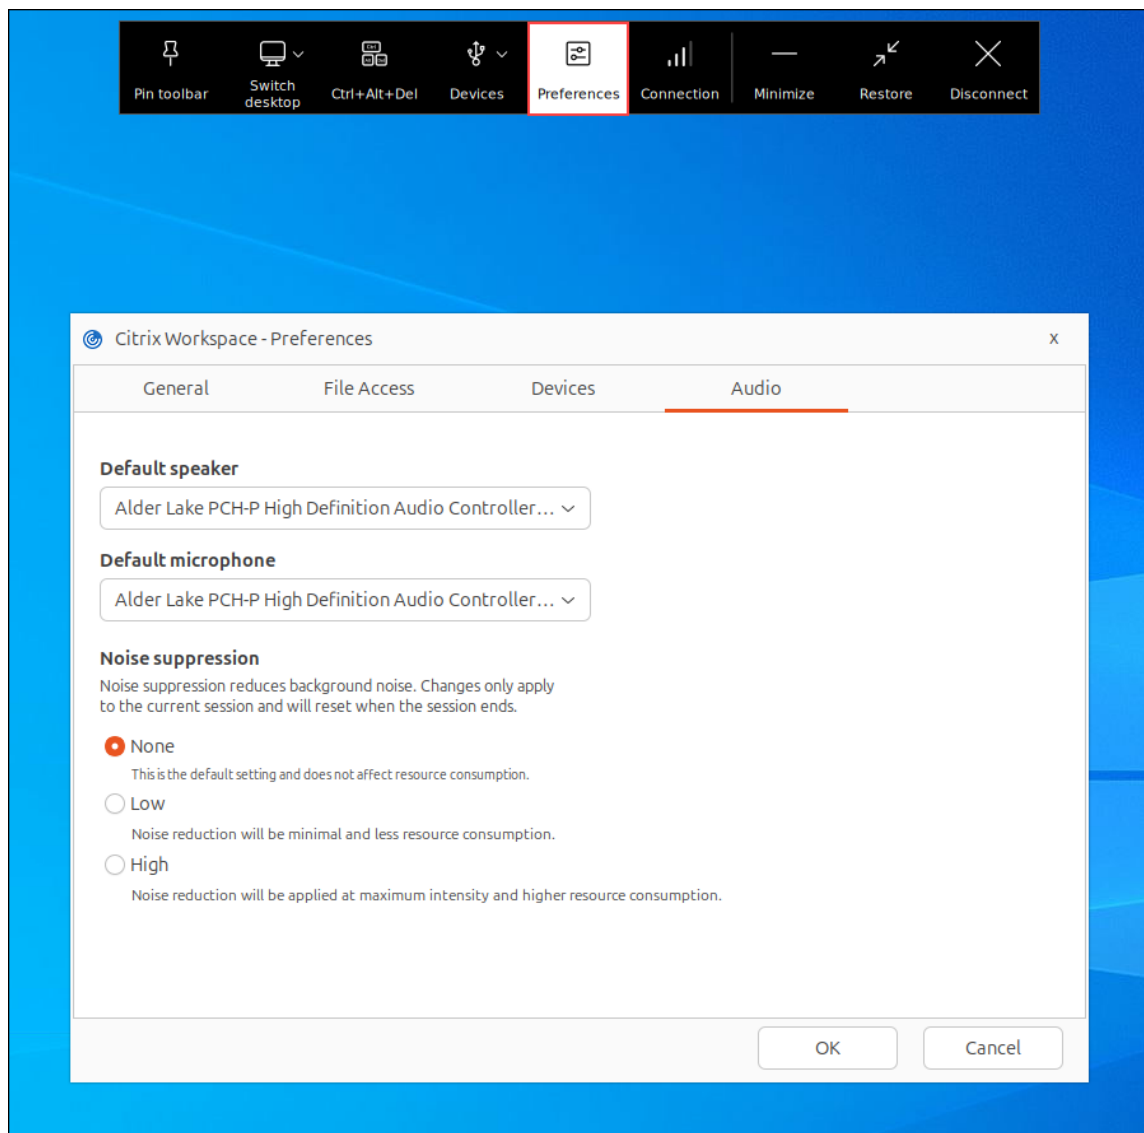 Pin toolbar
Switch
desktop
Ctrl+Alt+Del
Devices
Preferences
Connection
Minimize
Restore
Disconnect
Citrix Workspace - Preferences
x
General
File Access
Devices
Audio
Default speaker
Alder Lake PCH-P High Definition Audio Controller...
Default microphone
Alder Lake PCH-P High Definition Audio Controller...
Noise suppression
Noise suppression reduces background noise. Changes only apply
to the current session and will reset when the session ends.
None
This is the default setting and does not affect resource consumption.
Low
Noise reduction will be minimal and less resource consumption.
High
Noise reduction will be applied at maximum intensity and higher resource consumption.
OK
Cancel